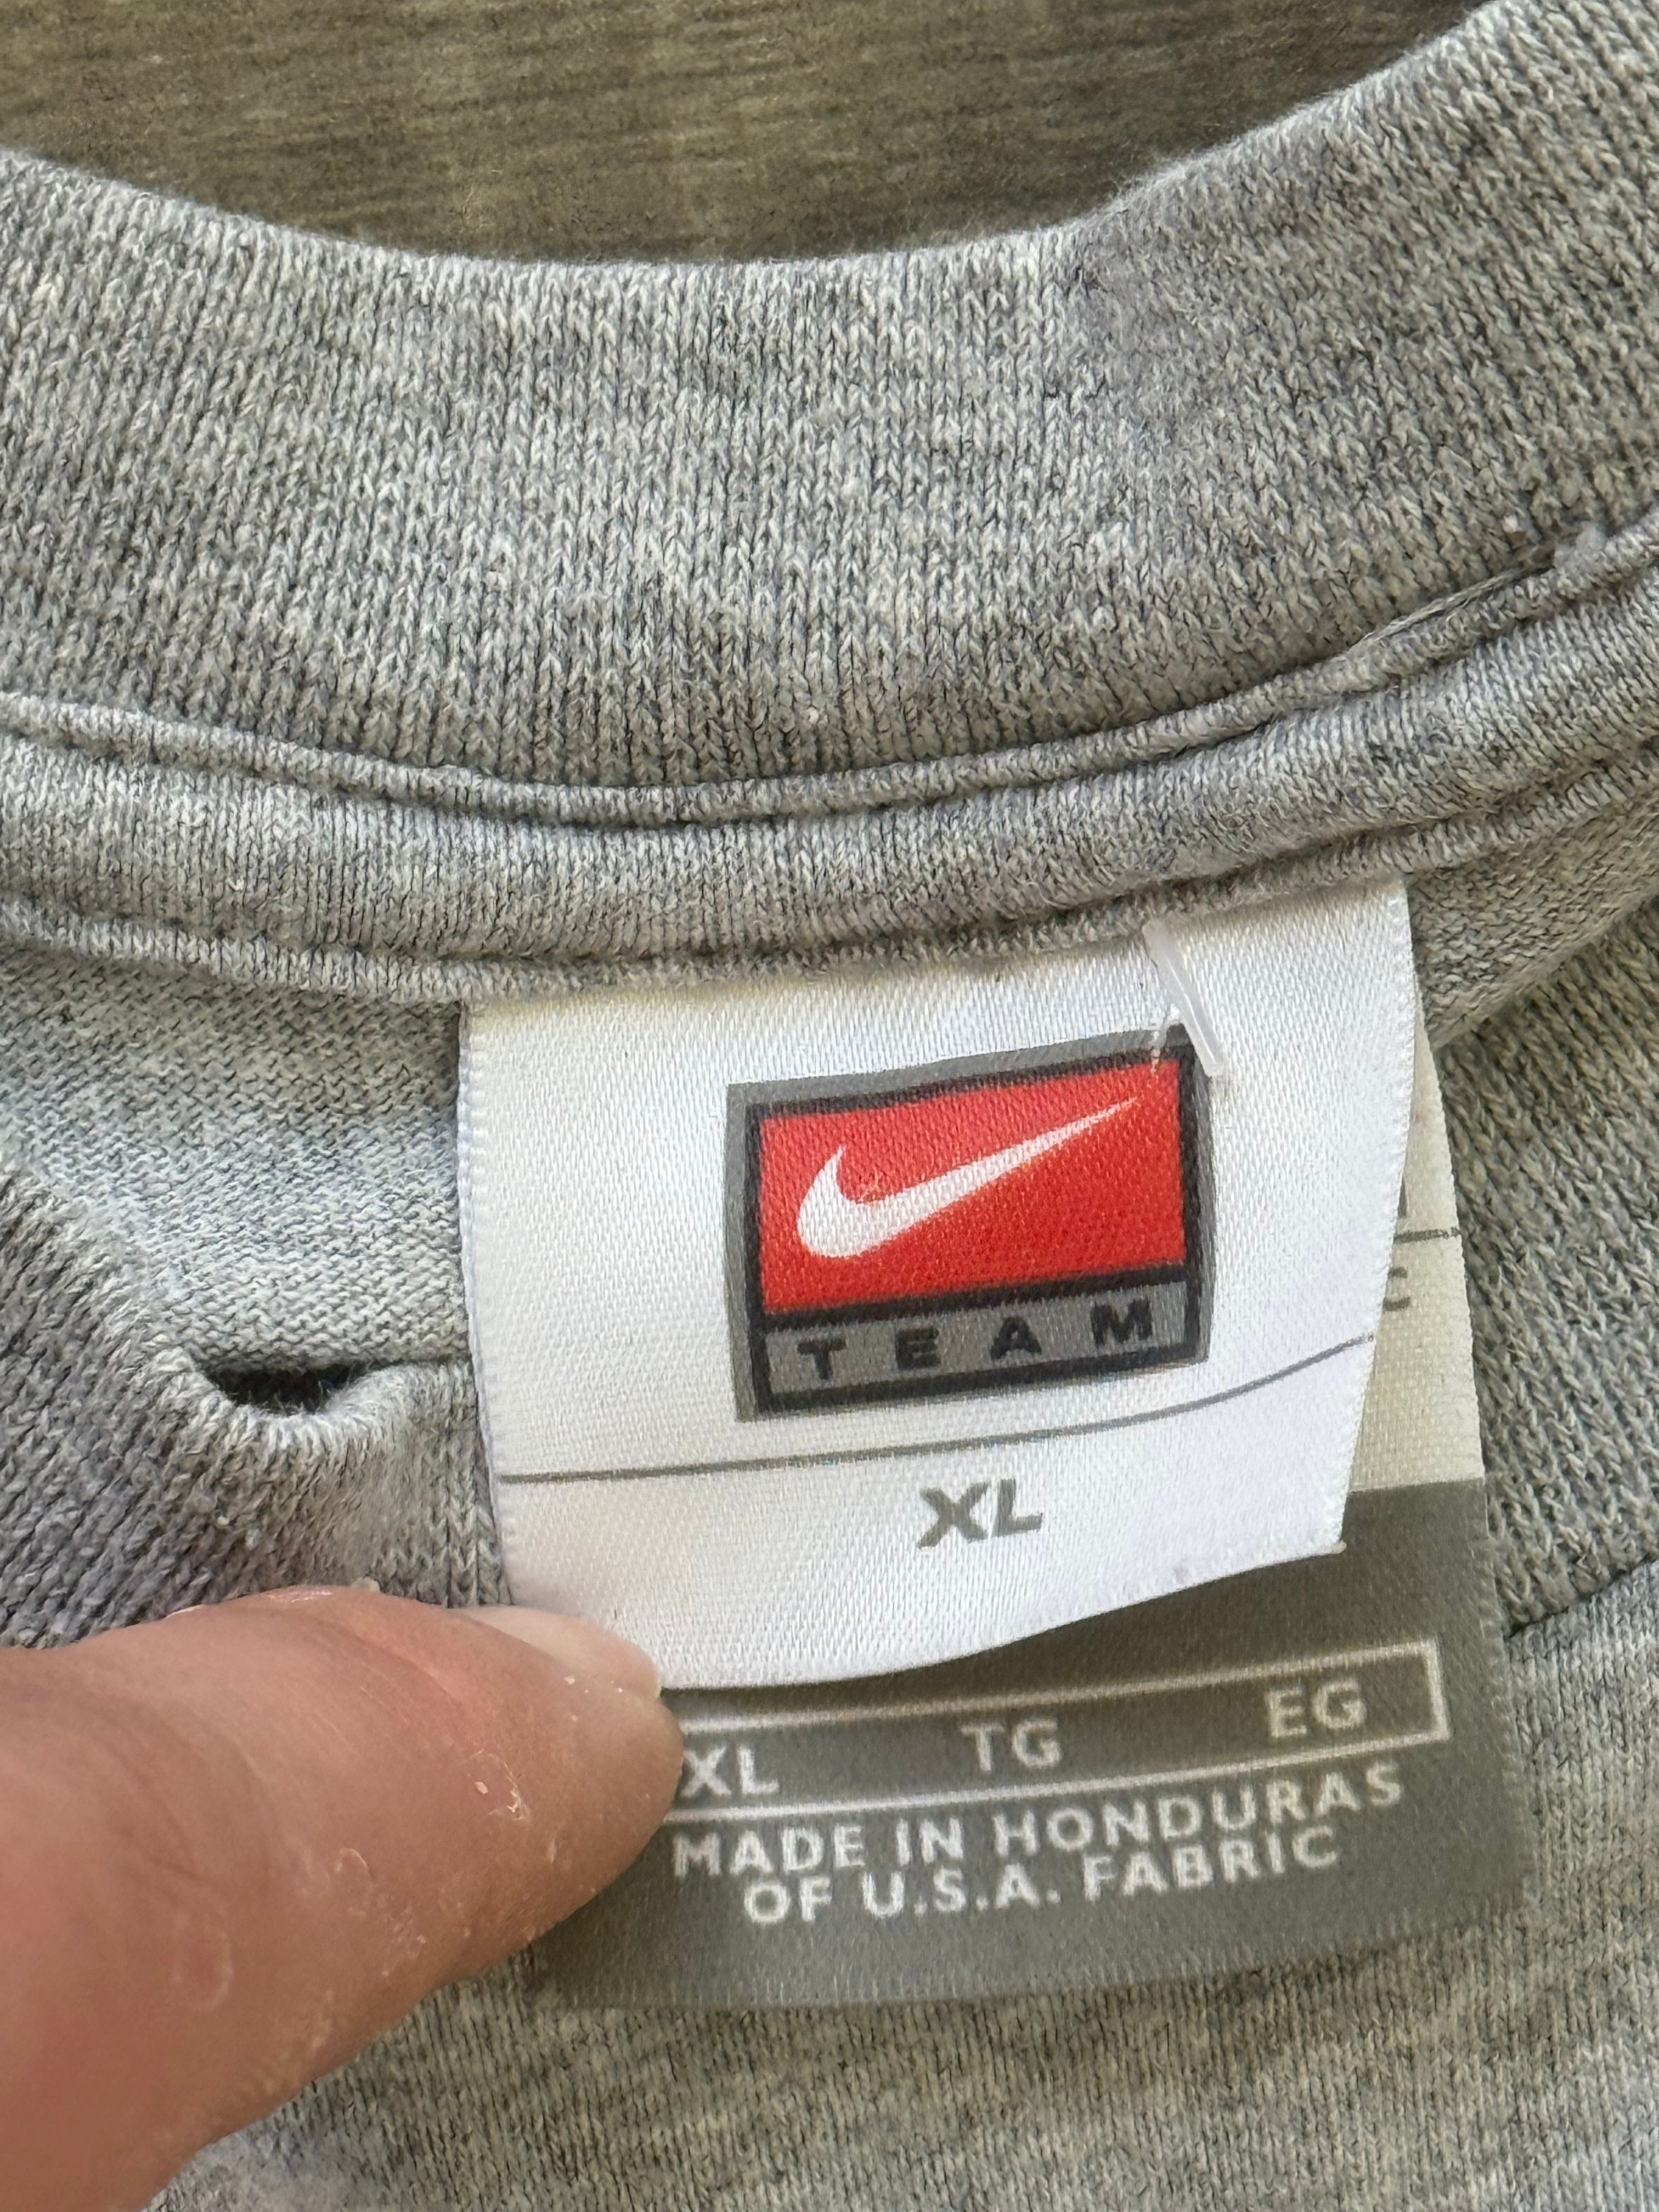 TEAM
XL
XL TG EG
MADE IN HONDURAS
OF U.S.A. FABRIC